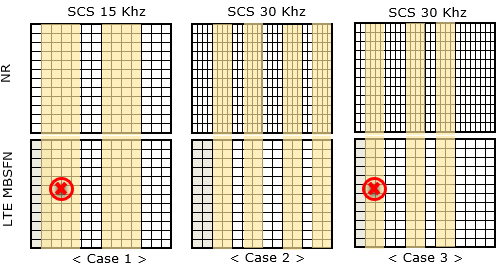 SCS 15 Khz
SCS 30 Khz
SCS 30 Khz
NR
LTE MBSFN
< Case 1 >
< Case 2 >
< Case 3 >